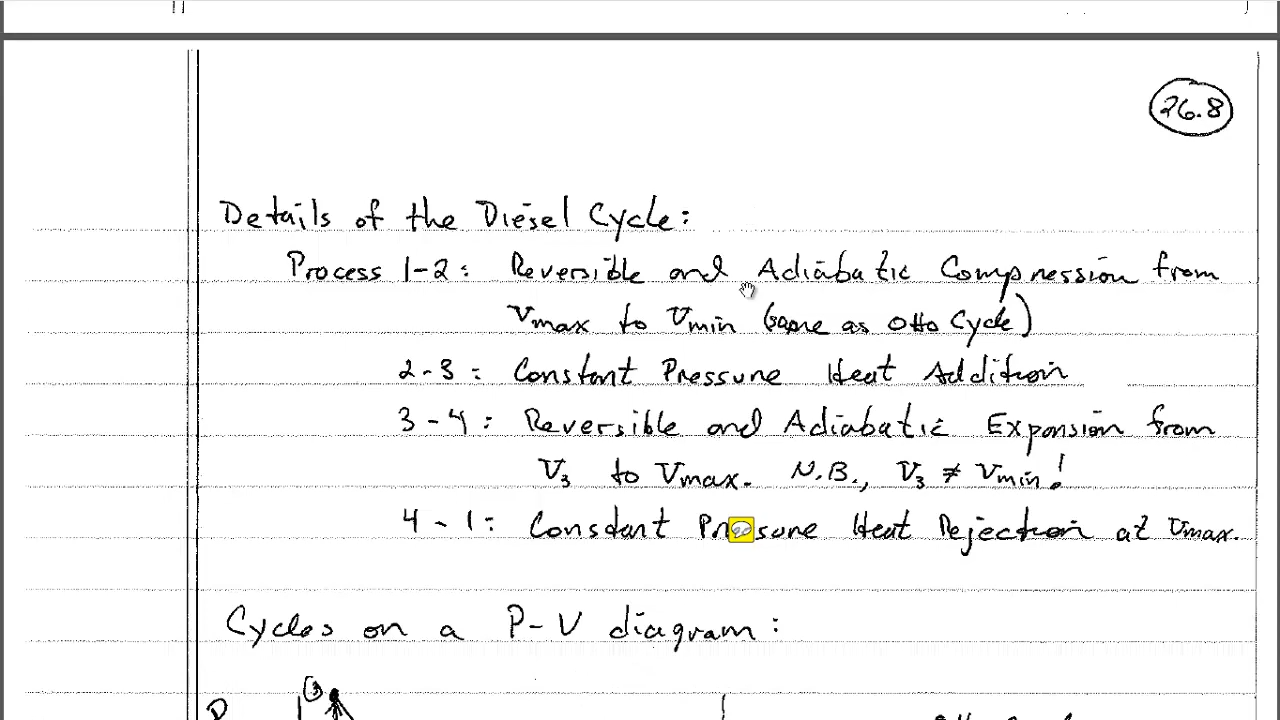 26.8
Details of the Diesel Cycle:
Process 1-2: Reversible and Adiabatic Compression from
Vmax to Vmin (same as Otto Cycle)
2-3: Constant Pressure Heat Addition
3-4: Reversible and Adiabatic Expansion from
V3 to Vmax. N.B., V3 ≠ Vmin!
4-1: Constant Pressure Heat Rejection at Vmax.
Cycles on a P-V diagram:
3
P